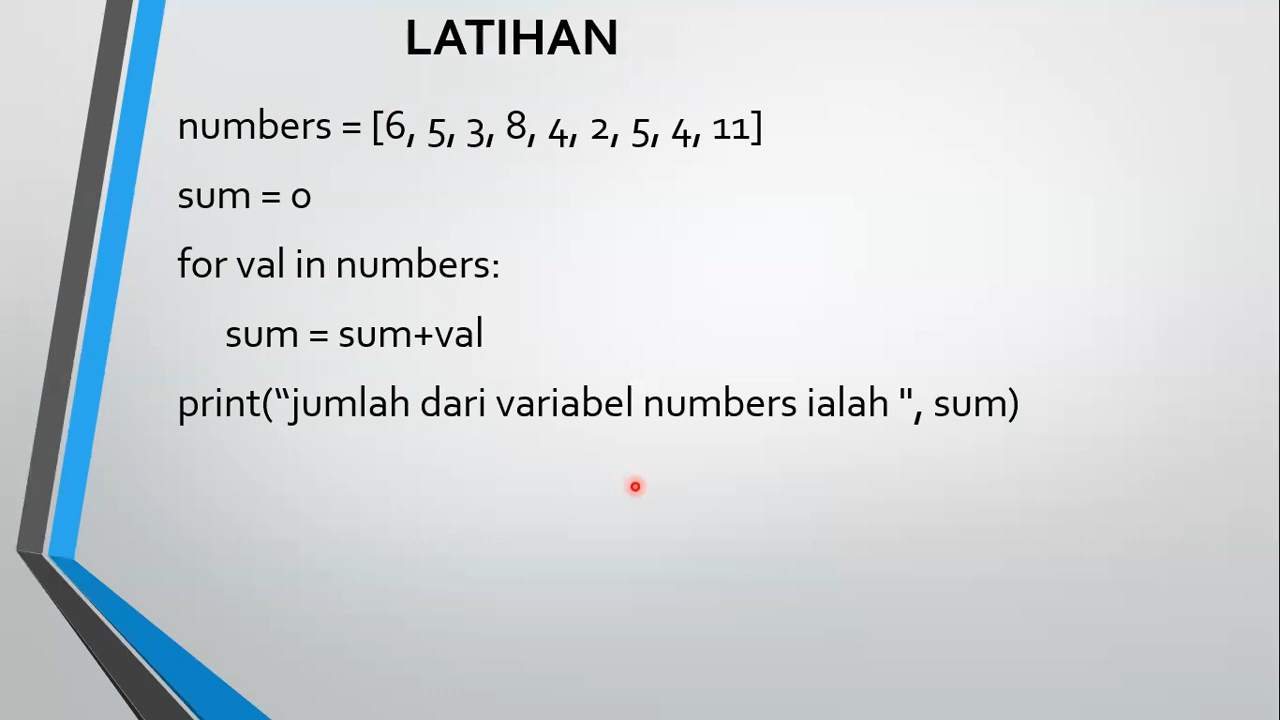 LATIHAN
numbers = [6, 5, 3, 8, 4, 2, 5, 4, 11]
sum = 0
for val in numbers:
sum = sum+val
print(“jumlah dari variabel numbers ialah ", sum)